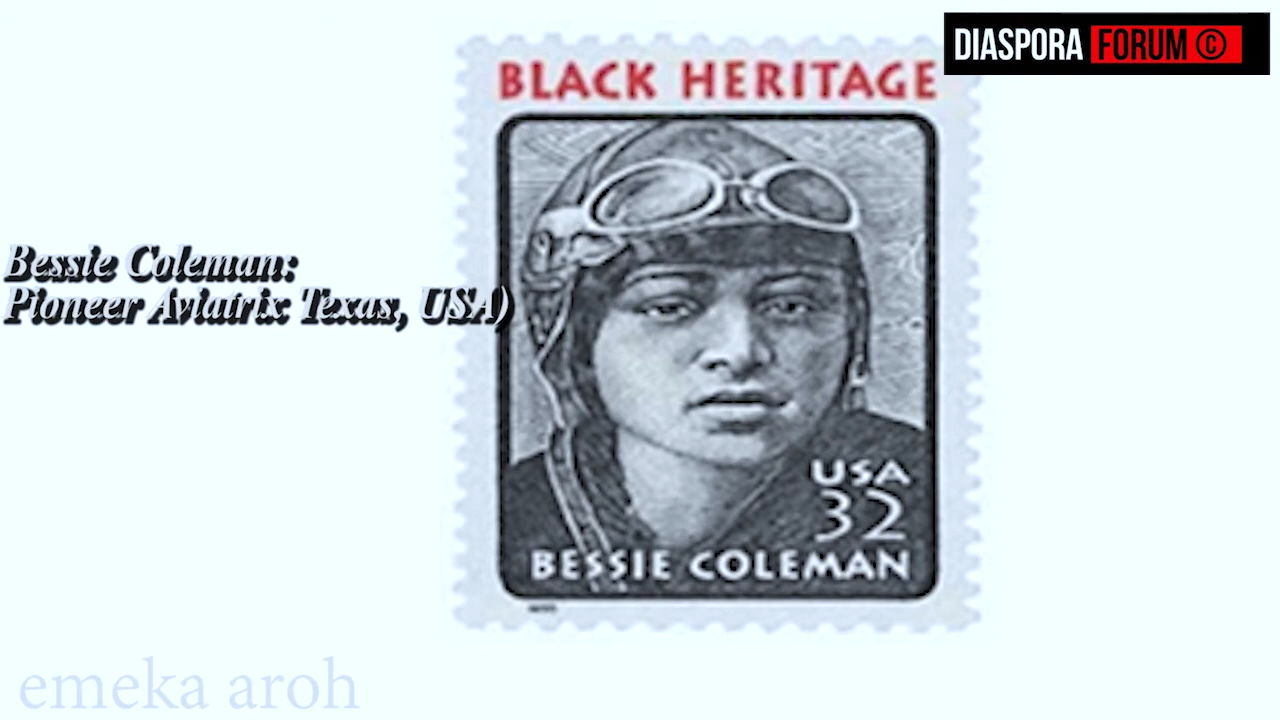 DIASPORA FORUM ©
BLACK HERITAGE
Bessie Coleman:
Pioneer Aviatrix Texas, USA)
USA
32
BESSIE COLEMAN
emeka aroh